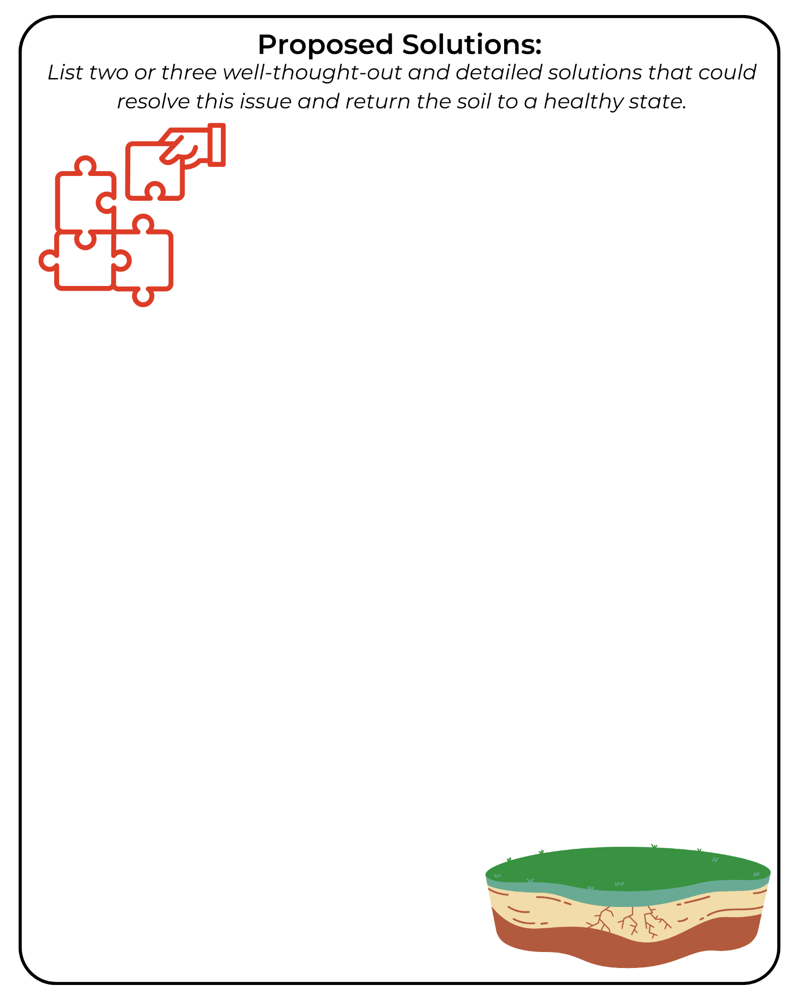 Proposed Solutions:
List two or three well-thought-out and detailed solutions that could
resolve this issue and return the soil to a healthy state.